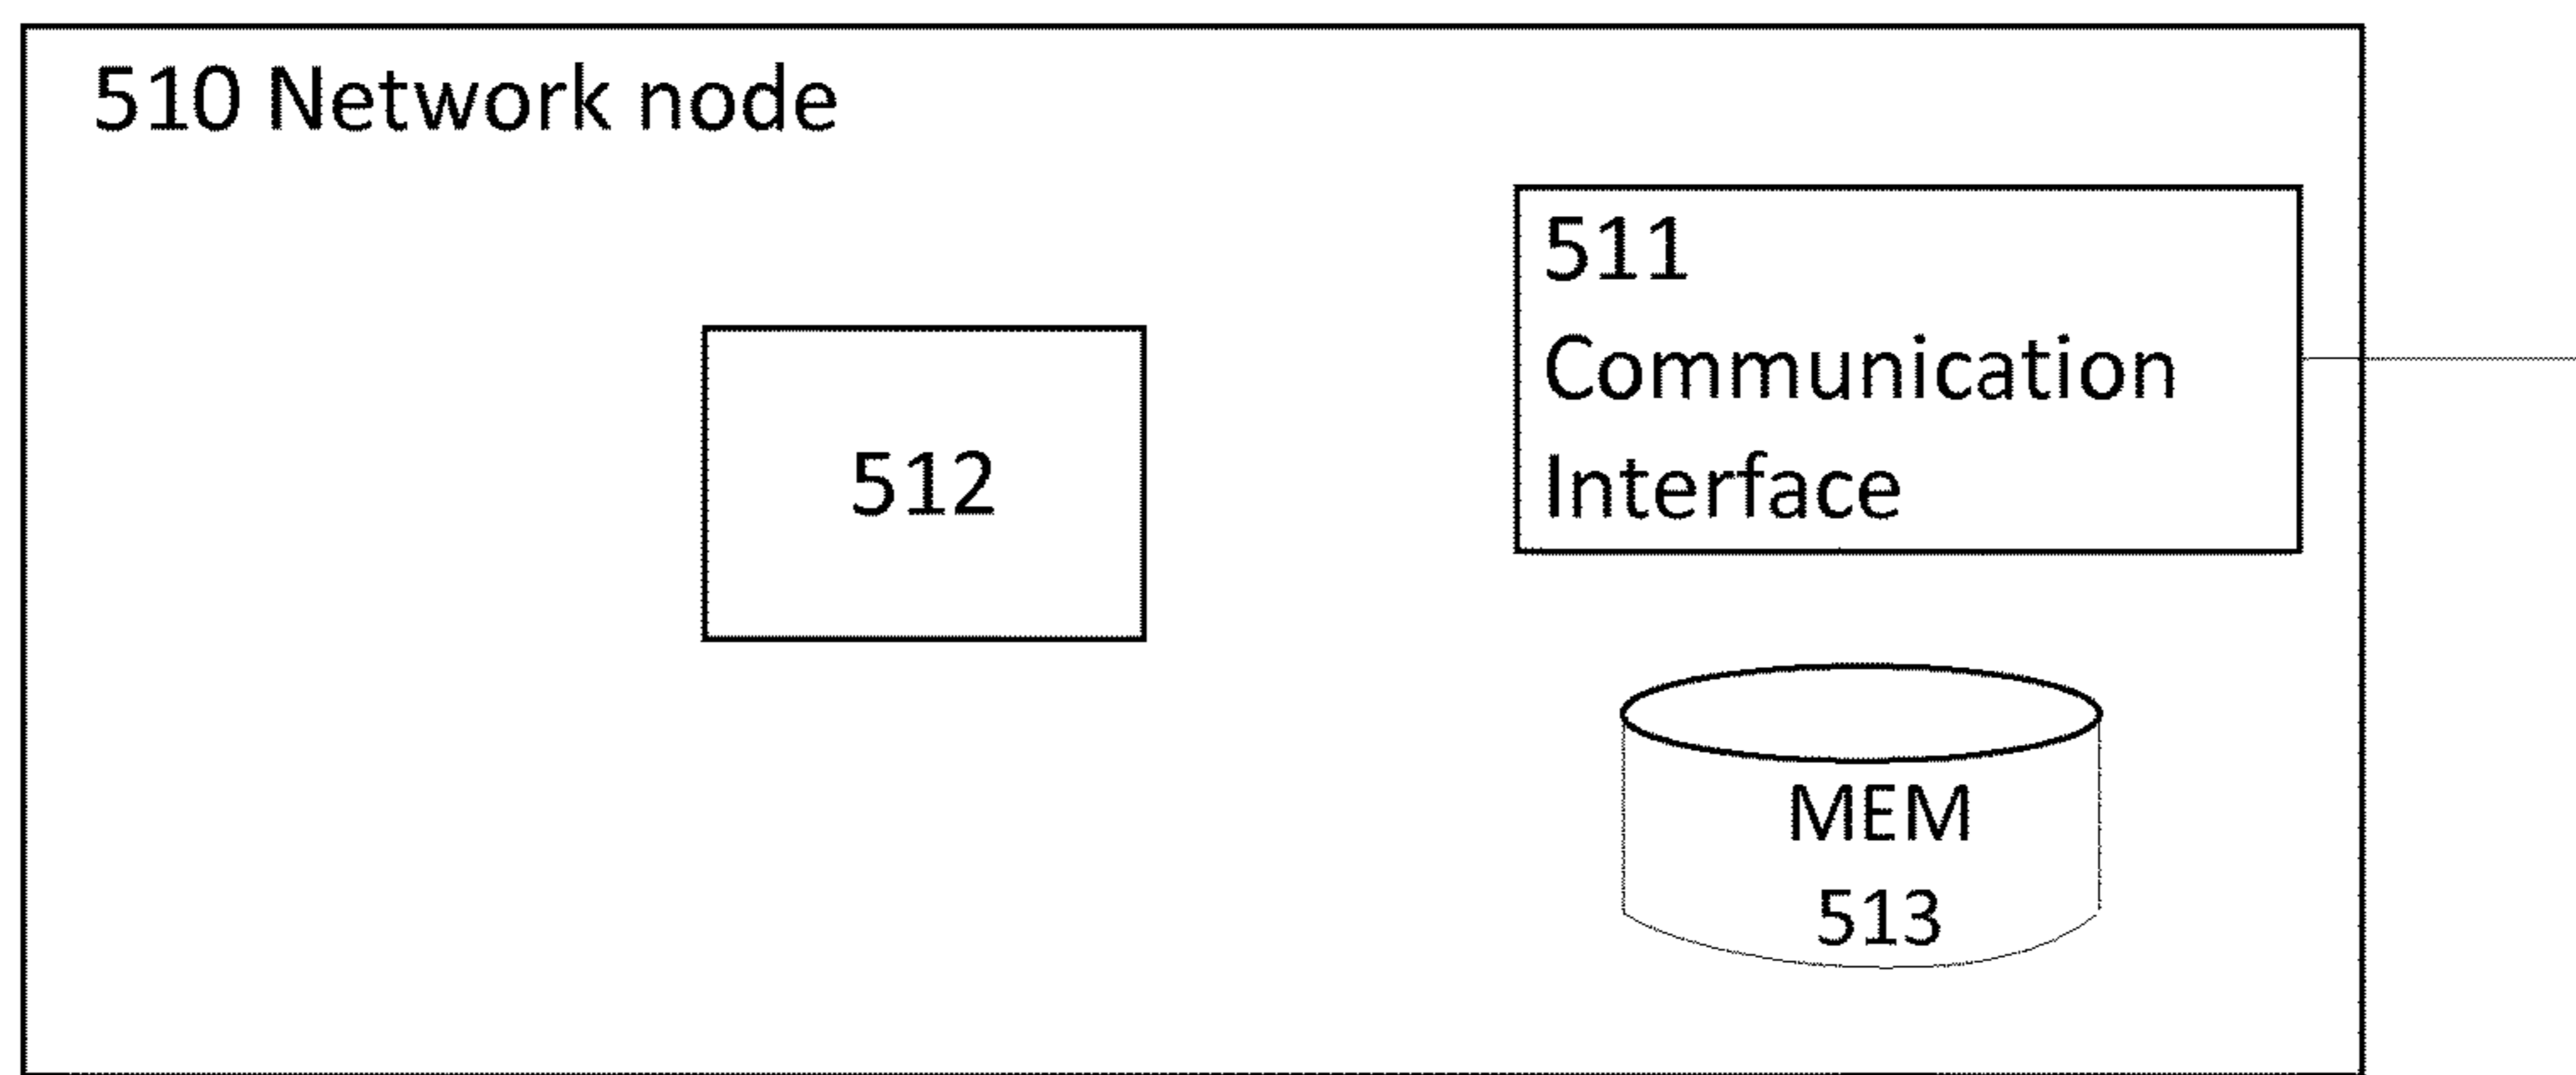 510 Network node
511
Communication
Interface
512
MEM
513